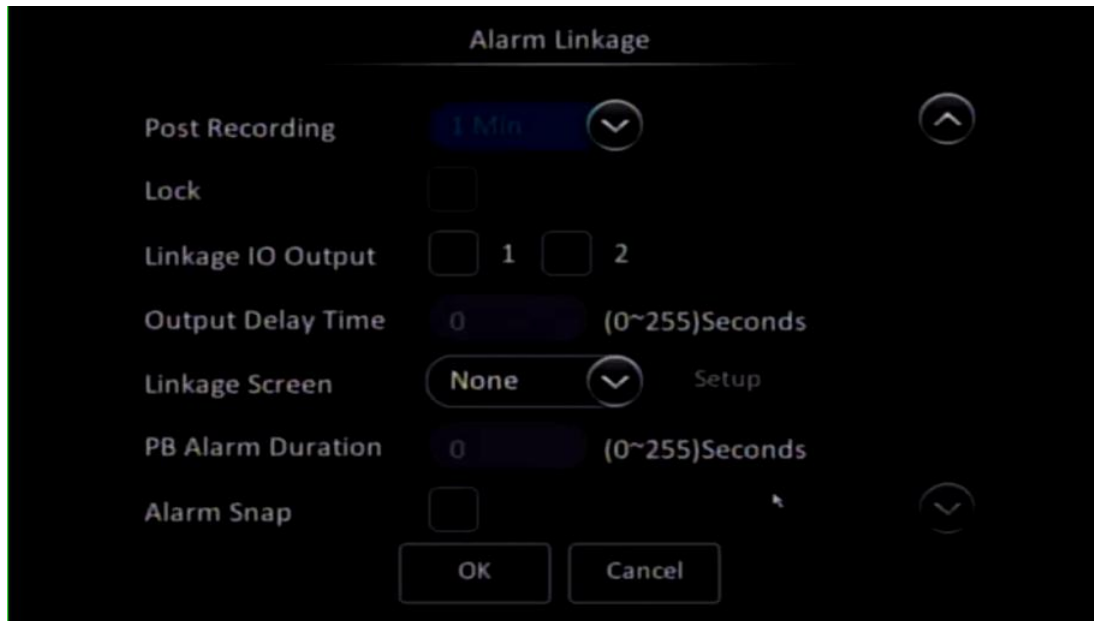 Alarm Linkage
Post Recording 1 Min
Lock
Linkage IO Output 1 2
Output Delay Time 0 (0~255)Seconds
Linkage Screen None Setup
PB Alarm Duration 0 (0~255)Seconds
Alarm Snap
OK Cancel